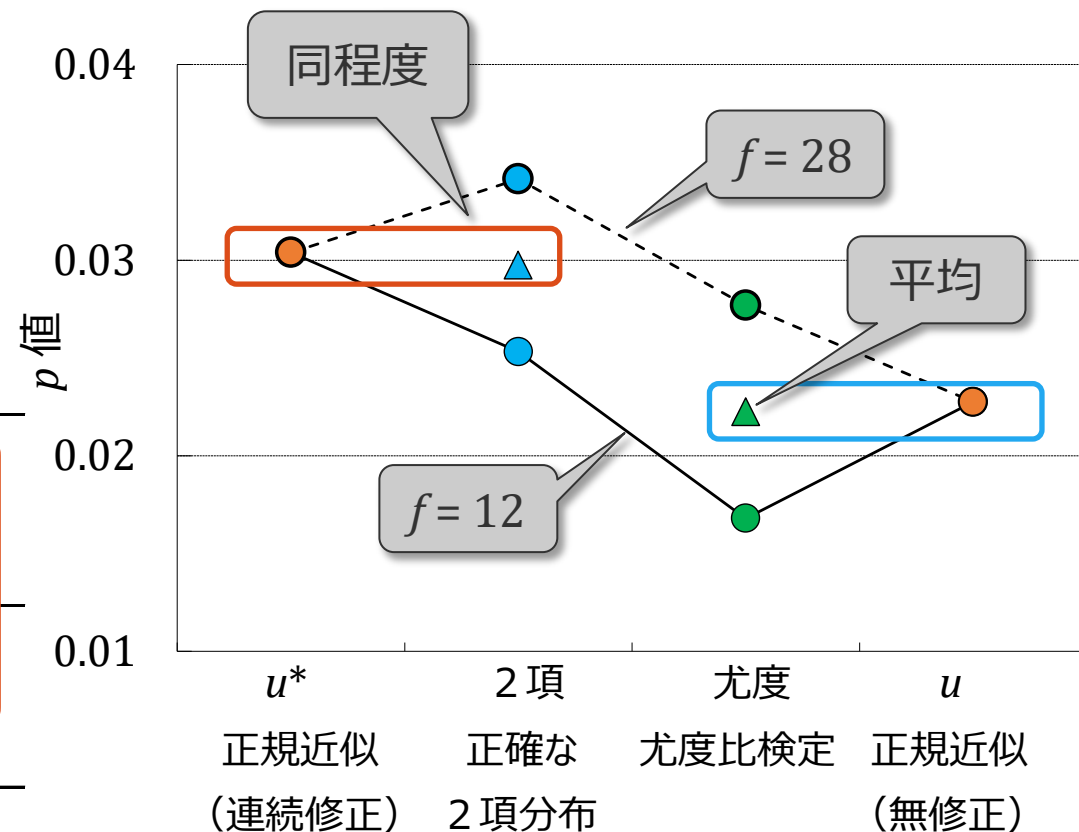 同程度
0.04
f = 28
0.03
平均
p 値
0.02
f = 12
0.01
u* 2項 尤度 u
正規近似 正確な 尤度比検定 正規近似
（連続修正） 2項分布 （無修正）